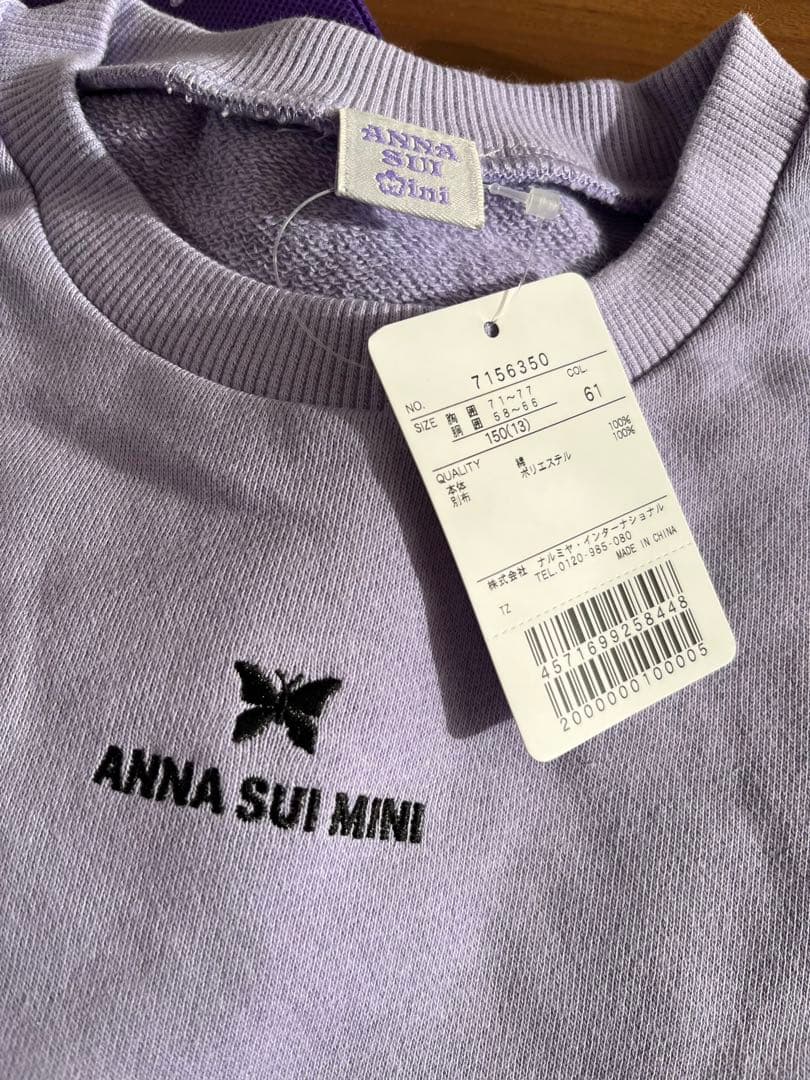 ANNA
SUI
mini
NO. 7156350
SIZE 胸囲 71~77 COL.
胴囲 58~66 61
150(13)
QUALITY
本体 綿 100%
別布 ポリエステル 100%
株式会社 ナルミヤ・インターナショナル
TEL.0120-985-080
TZ MADE IN CHINA
4571699258448
2000000100005
ANNA SUI MINI